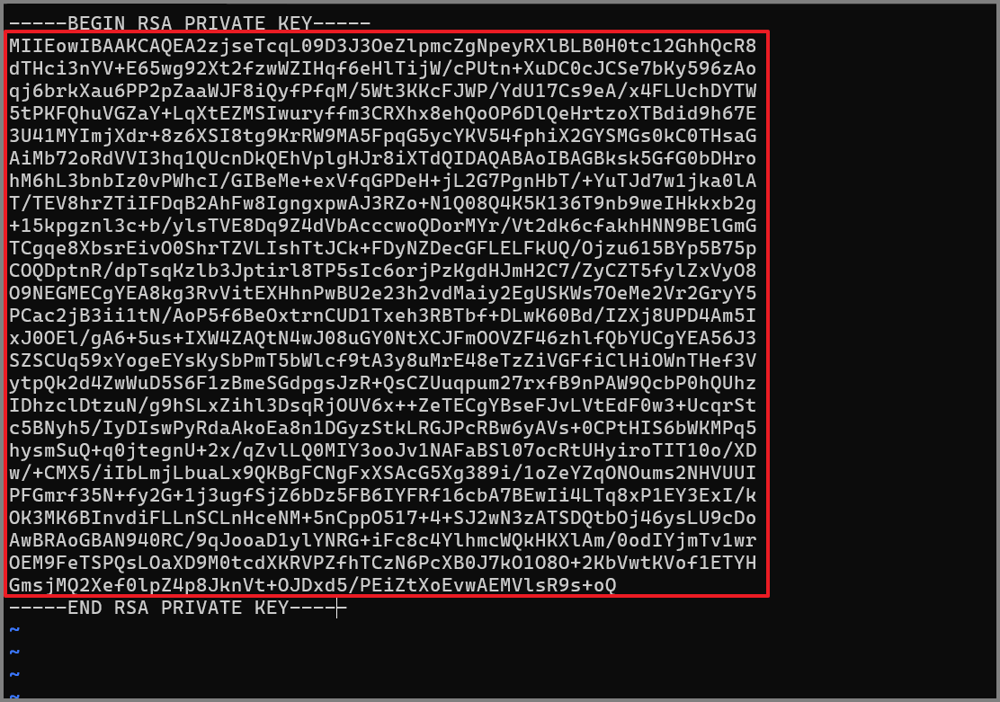 -----BEGIN RSA PRIVATE KEY-----
MIIEowIBAAKCAQEA2zjseTcqL09D3J3OeZlpmcZgNpeyRXlBLB0H0tc12GhhQcR8
dTHci3nYV+E65wg92Xt2fzwWZIHqf6eHlTijW/cPUtn+XuDC0cJCSe7bKy596zAo
qj6brkXau6PP2pZaaWJF8iQyfPfqM/5Wt3KKcFJWP/YdU17Cs9eA/x4FLUchDYTW
5tPKFQhuVGZaY+LqXtEZMSIwuryffm3CRXhx8ehQoOP6DlQeHrtzoXTBdid9h67E
3U41MYImjXdr+8z6XSI8tg9KrRW9MA5FpqG5ycYKV54fphiX2GYSMGs0kC0THsaG
AiMb72oRdVVI3hq1QUcnDkQEhVplgHJr8iXTdQIDAQABAoIBAGBksk5GfG0bDHro
hM6hL3bnbIz0vPWhcI/GIBeMe+exVfqGPDeH+jL2G7PgnHbT/+YuTJd7w1jka0lA
T/TEV8hrZTiIFDqB2AhFw8IgngxpwAJ3RZo+N1Q08Q4K5K136T9nb9weIHkkxb2g
+15kpgznl3c+b/ylsTVE8Dq9Z4dVbAcccwoQDorMYr/Vt2dk6cfakhHNN9BElGmG
TCgqe8XbsrEivO0ShrTZVLIshTtJCk+FDyNZDecGFLELFkUQ/Ojzu615BYp5B75p
COQDptnR/dpTsqKzlb3Jptirl8TP5sIc6orjPzKgdHJmH2C7/ZyCZT5fylZxVyO8
O9NEGMECgYEA8kg3RvVitEXHhnPwBU2e23h2vdMaiy2EgUSKWs7OeMe2Vr2GryY5
PCac2jB3ii1tN/AoP5f6BeOxtrnCUD1Txeh3RBTbf+DLwK60Bd/IZXj8UPD4Am5I
xJ0OEl/gA6+5us+IXW4ZAQtN4wJ08uGY0NtXCJFmOOVZF46zhlfQbYUCgYEA56J3
SZSCUq59xYogeEYsKySbPmT5bWlcf9tA3y8uMrE48eTzZiVGFfiClHiOWnTHef3V
ytpQk2d4ZwWuD5S6F1zBmeSGdpgsJzR+QsCZUuqpum27rxfB9nPAW9QcbP0hQUhz
IDhzclDtzuN/g9hSLxZihl3DsqRjOUV6x++ZeTECgYBseFJvLVtEdF0w3+UcqrSt
c5BNyh5/IyDIswPyRdaAkoEa8n1DGyzStkLRGJPcRBw6yAVs+0CPtHIS6bWKMPq5
hysmSuQ+q0jtegnU+2x/qZvlLQ0MIY3ooJv1NAFaBSl07ocRtUHyiroTIT10o/XD
w/+CMX5/iIbLmjLbuaLx9QKBgFCNgFxXSAcG5Xg389i/1oZeYZqONOums2NHVUUI
PFGmrf35N+fy2G+1j3ugfSjZ6bDz5FB6IYFRf16cbA7BEwIi4LTq8xP1EY3ExI/k
OK3MK6BInvdiFLLnSCLnHceNM+5nCppO517+4+SJ2wN3zATSDQtbOj46ysLU9cDo
AwBRAoGBAN940RC/9qJooaD1ylYNRG+iFc8c4YlhmcWQkHKXlAm/0odIYjmTv1wr
OEM9FeTSPQsLOaXD9M0tcdXKRVPZfhTCzN6PcXB0J7kO1O8O+2KbVwtKVof1ETYH
GmsjMQ2Xef0lpZ4p8JknVt+OJDxd5/PEiZtXoEvwAEMVlsR9s+oQ
-----END RSA PRIVATE KEY-----
~
~
~
~